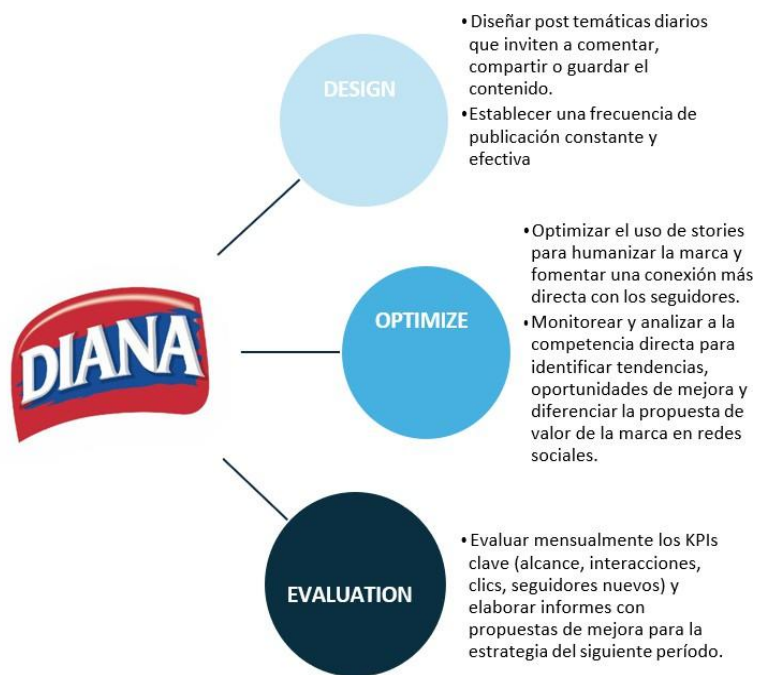 DIANA
DESIGN
• Diseñar post temáticas diarios
que inviten a comentar,
compartir o guardar el
contenido.
• Establecer una frecuencia de
publicación constante y
efectiva
OPTIMIZE
• Optimizar el uso de stories
para humanizar la marca y
fomentar una conexión más
directa con los seguidores.
• Monitorear y analizar a la
competencia directa para
identificar tendencias,
oportunidades de mejora y
diferenciar la propuesta de
valor de la marca en redes
sociales.
EVALUATION
• Evaluar mensualmente los KPIs
clave (alcance, interacciones,
clics, seguidores nuevos) y
elaborar informes con
propuestas de mejora para la
estrategia del siguiente período.